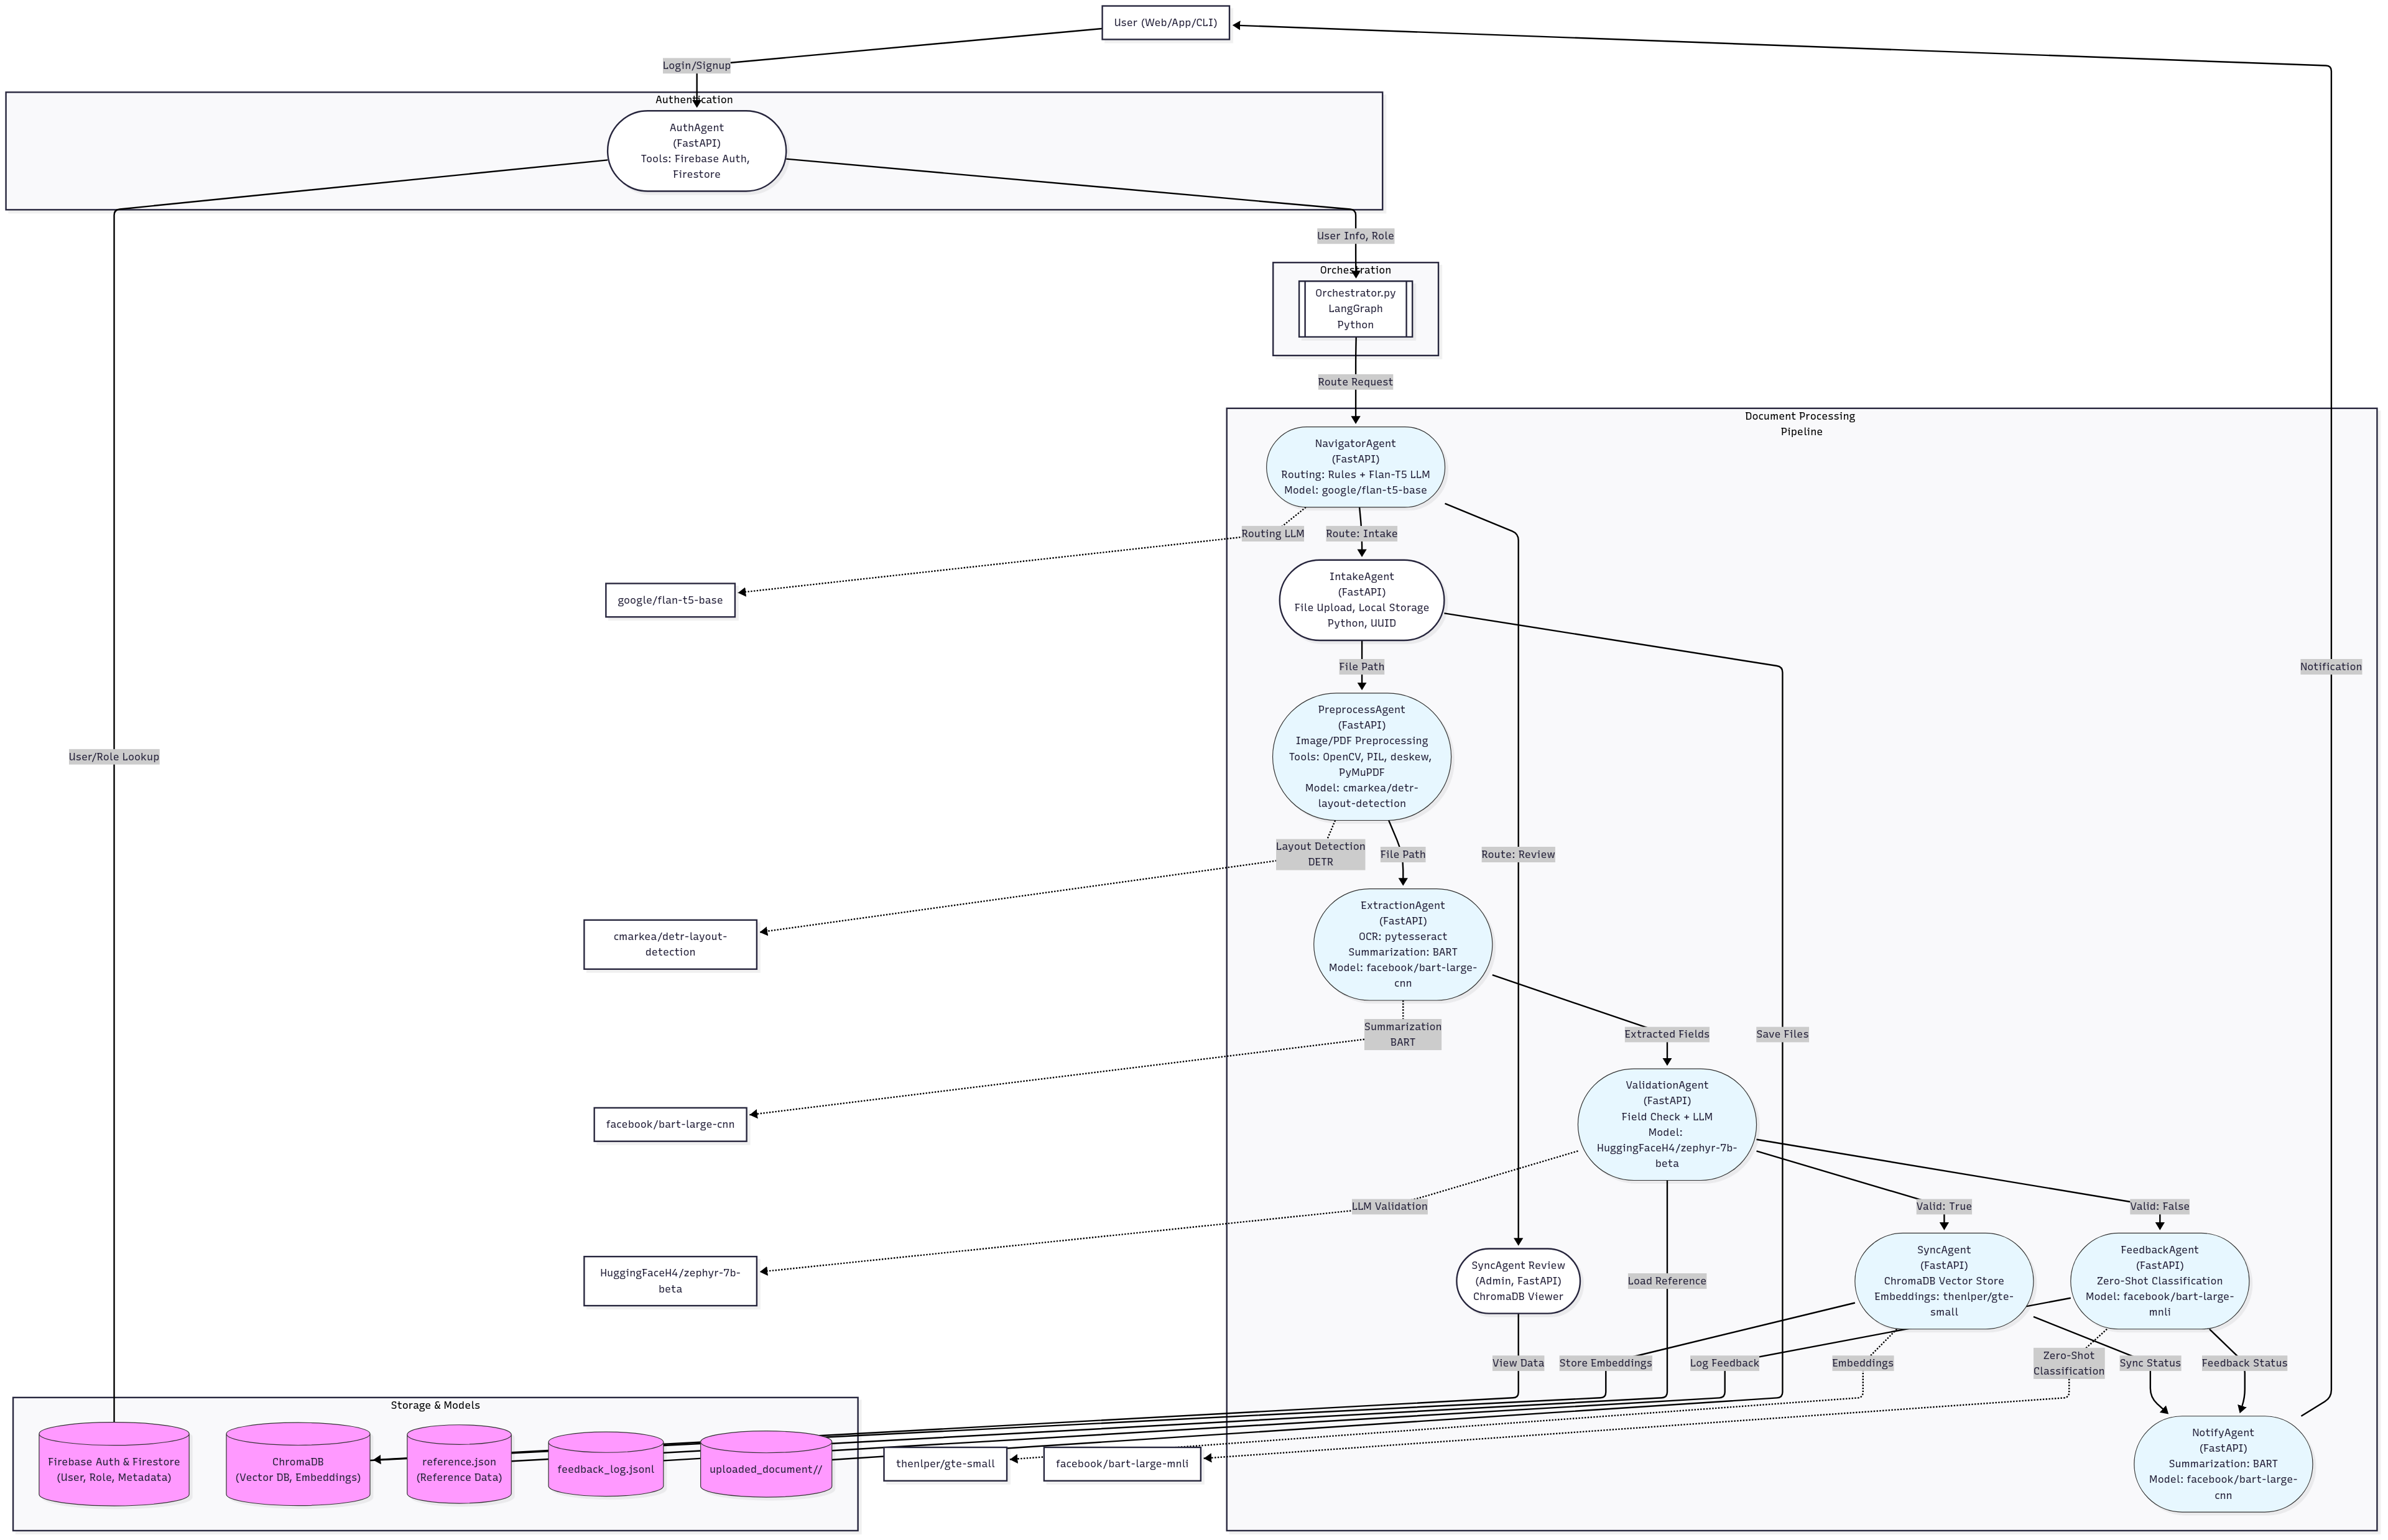 User (Web/App/CLI)
Login/Signup
Authentication
AuthAgent
(FastAPI)
Tools: Firebase Auth,
Firestore
User Info, Role
Orchestration
Orchestrator.py
LangGraph
Python
Route Request
Document Processing
Pipeline
NavigatorAgent
(FastAPI)
Routing: Rules + Flan-T5 LLM
Model: google/flan-t5-base
Routing LLM
Route: Intake
google/flan-t5-base
IntakeAgent
(FastAPI)
File Upload, Local Storage
Python, UUID
File Path
Notification
PreprocessAgent
(FastAPI)
Image/PDF Preprocessing
Tools: OpenCV, PIL, deskew,
PyMuPDF
Model: cmarkea/detr-
layout-detection
User/Role Lookup
Layout Detection
DETR
File Path
Route: Review
cmarkea/detr-layout-
detection
ExtractionAgent
(FastAPI)
OCR: pytesseract
Summarization: BART
Model: facebook/bart-large-
cnn
Summarization
BART
Extracted Fields
Save Files
facebook/bart-large-cnn
ValidationAgent
(FastAPI)
Field Check + LLM
Model:
HuggingFaceH4/zephyr-7b-
beta
LLM Validation
Valid: True
Valid: False
HuggingFaceH4/zephyr-7b-
beta
SyncAgent Review
(Admin, FastAPI)
ChromaDB Viewer
Load Reference
SyncAgent
(FastAPI)
ChromaDB Vector Store
Embeddings: thenlper/gte-
small
FeedbackAgent
(FastAPI)
Zero-Shot Classification
Model: facebook/bart-large-
mnli
View Data
Store Embeddings
Log Feedback
Embeddings
Zero-Shot
Classification
Sync Status
Feedback Status
Storage & Models
Firebase Auth & Firestore
(User, Role, Metadata)
ChromaDB
(Vector DB, Embeddings)
reference.json
(Reference Data)
feedback_log.jsonl
uploaded_document//
thenlper/gte-small
facebook/bart-large-mnli
NotifyAgent
(FastAPI)
Summarization: BART
Model: facebook/bart-large-
cnn